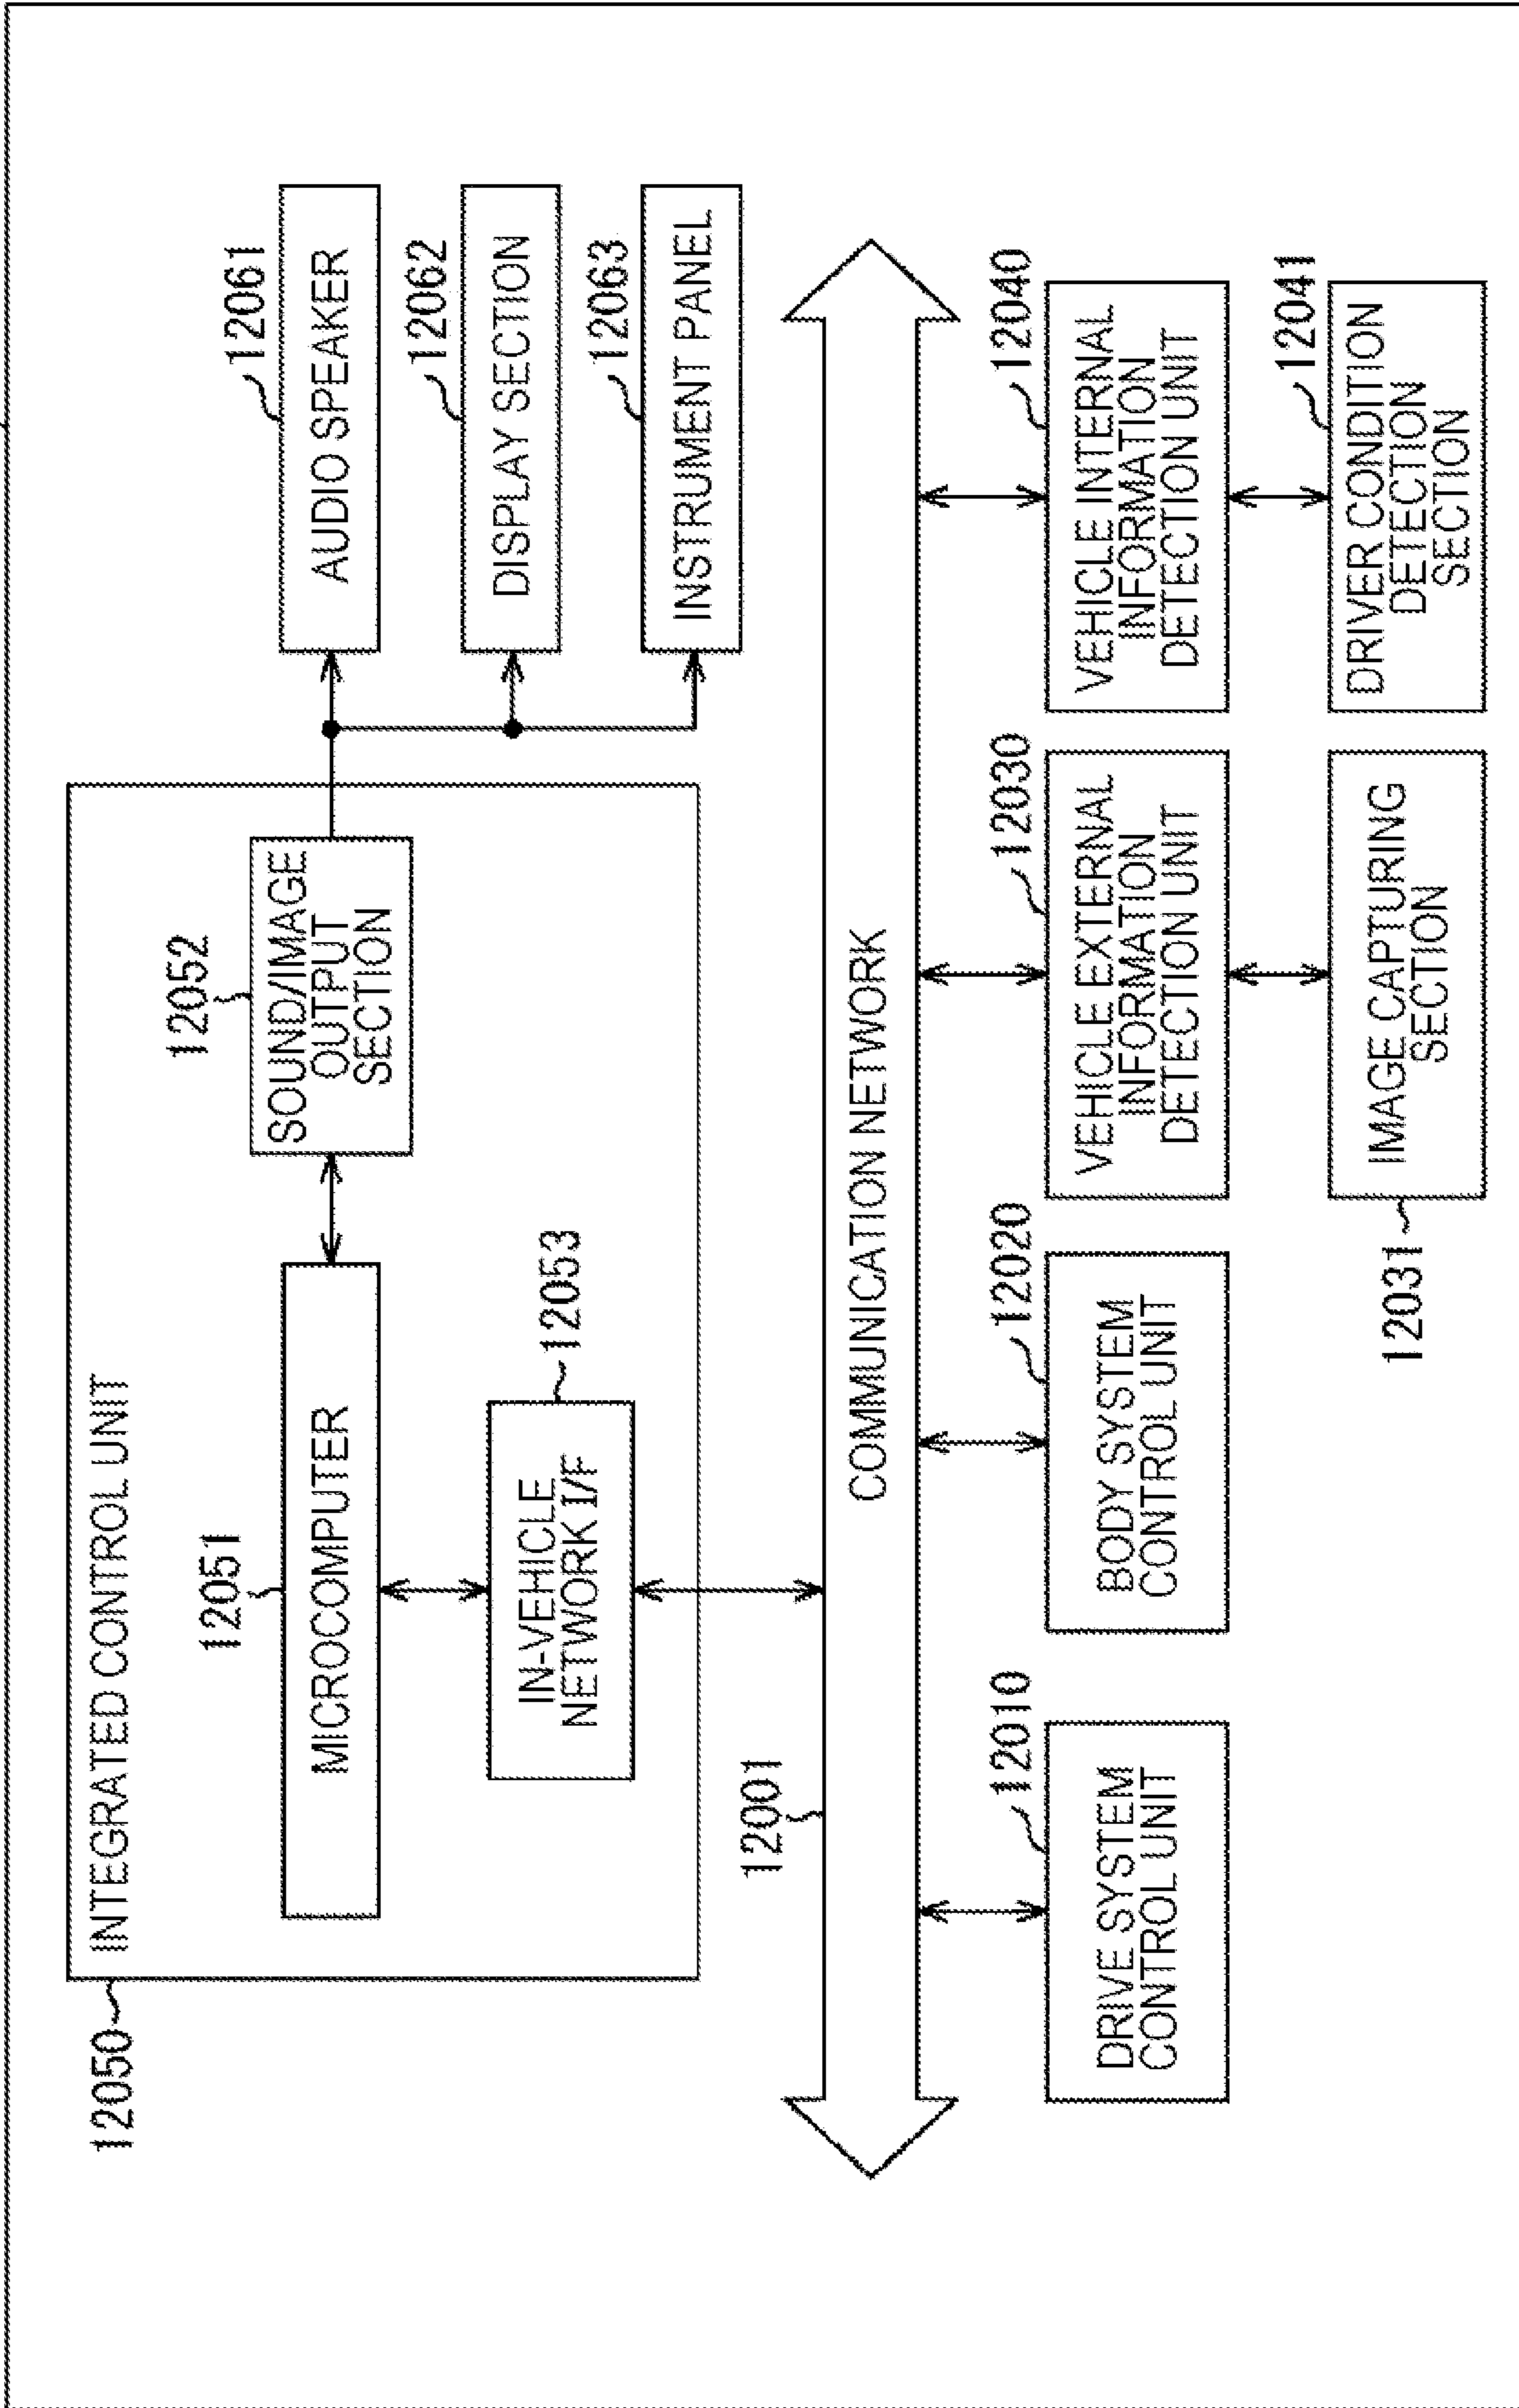 12050
INTEGRATED CONTROL UNIT
12051
MICROCOMPUTER
12052
SOUND/IMAGE
OUTPUT
SECTION
12053
IN-VEHICLE
NETWORK I/F
12061
AUDIO SPEAKER
12062
DISPLAY SECTION
12063
INSTRUMENT PANEL
12001
COMMUNICATION NETWORK
12010
DRIVE SYSTEM
CONTROL UNIT
12020
BODY SYSTEM
CONTROL UNIT
12030
VEHICLE EXTERNAL
INFORMATION
DETECTION UNIT
12040
VEHICLE INTERNAL
INFORMATION
DETECTION UNIT
12031
IMAGE CAPTURING
SECTION
12041
DRIVER CONDITION
DETECTION
SECTION